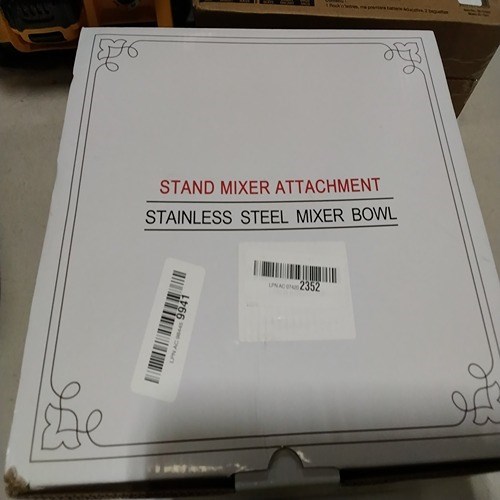 STAND MIXER ATTACHMENT
STAINLESS STEEL MIXER BOWL
2352
9941